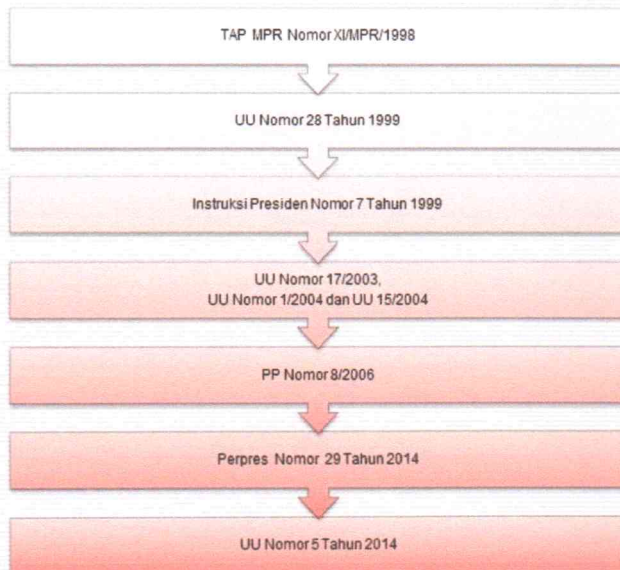 TAP MPR Nomor XI/MPR/1998
UU Nomor 28 Tahun 1999
Instruksi Presiden Nomor 7 Tahun 1999
UU Nomor 17/2003,
UU Nomor 1/2004 dan UU 15/2004
PP Nomor 8/2006
Perpres Nomor 29 Tahun 2014
UU Nomor 5 Tahun 2014